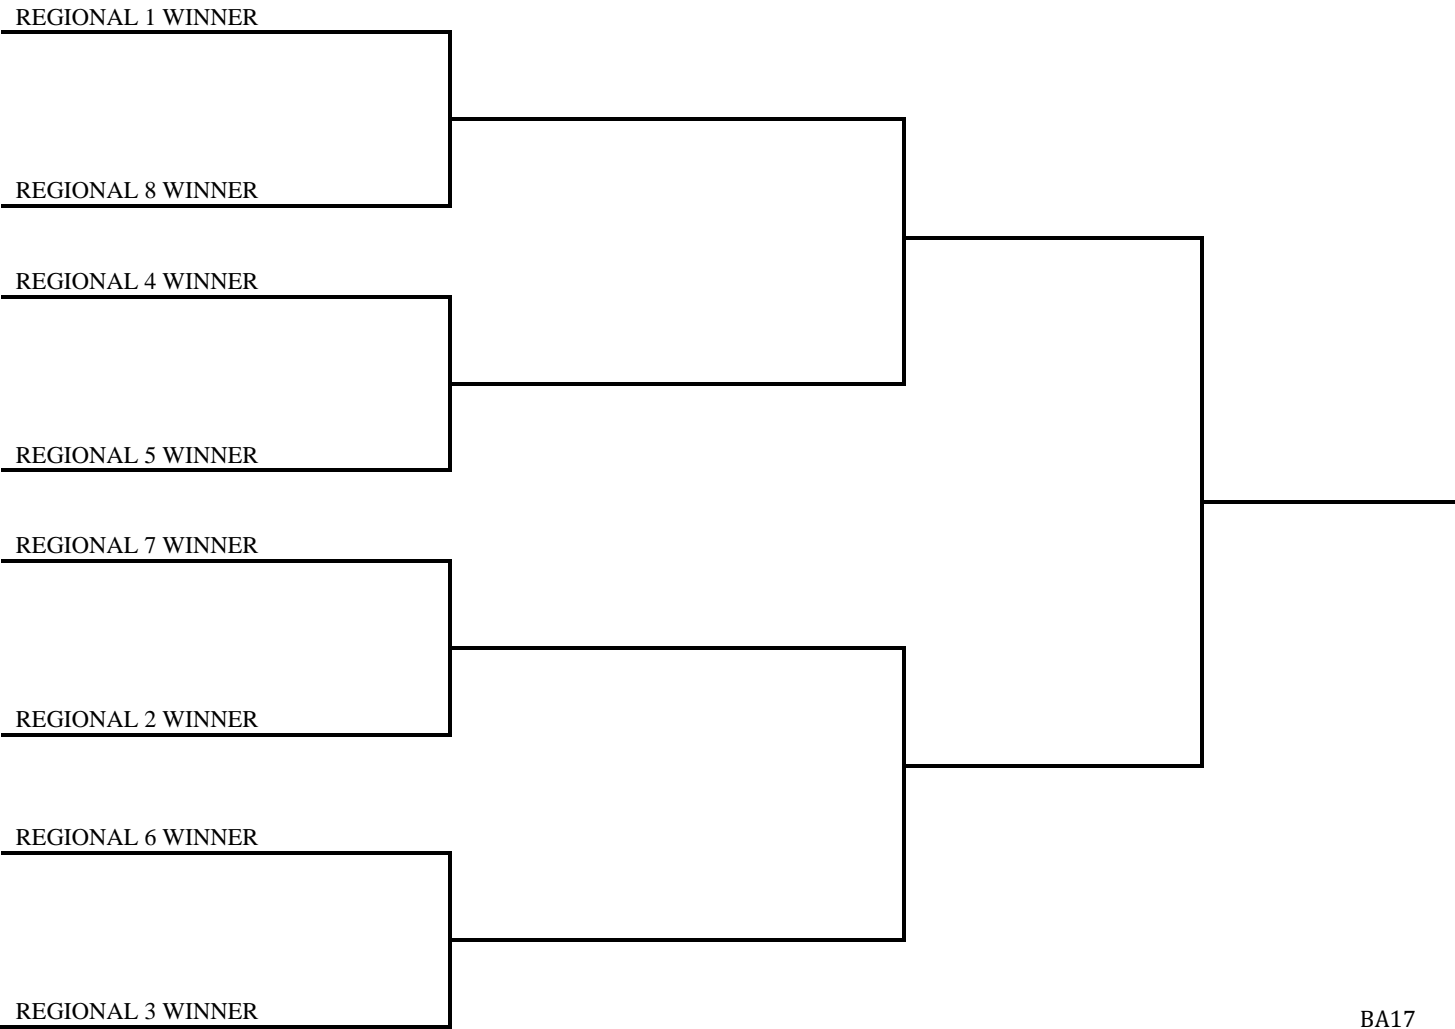 REGIONAL 1 WINNER
REGIONAL 8 WINNER
REGIONAL 4 WINNER
REGIONAL 5 WINNER
REGIONAL 7 WINNER
REGIONAL 2 WINNER
REGIONAL 6 WINNER
REGIONAL 3 WINNER
BA17